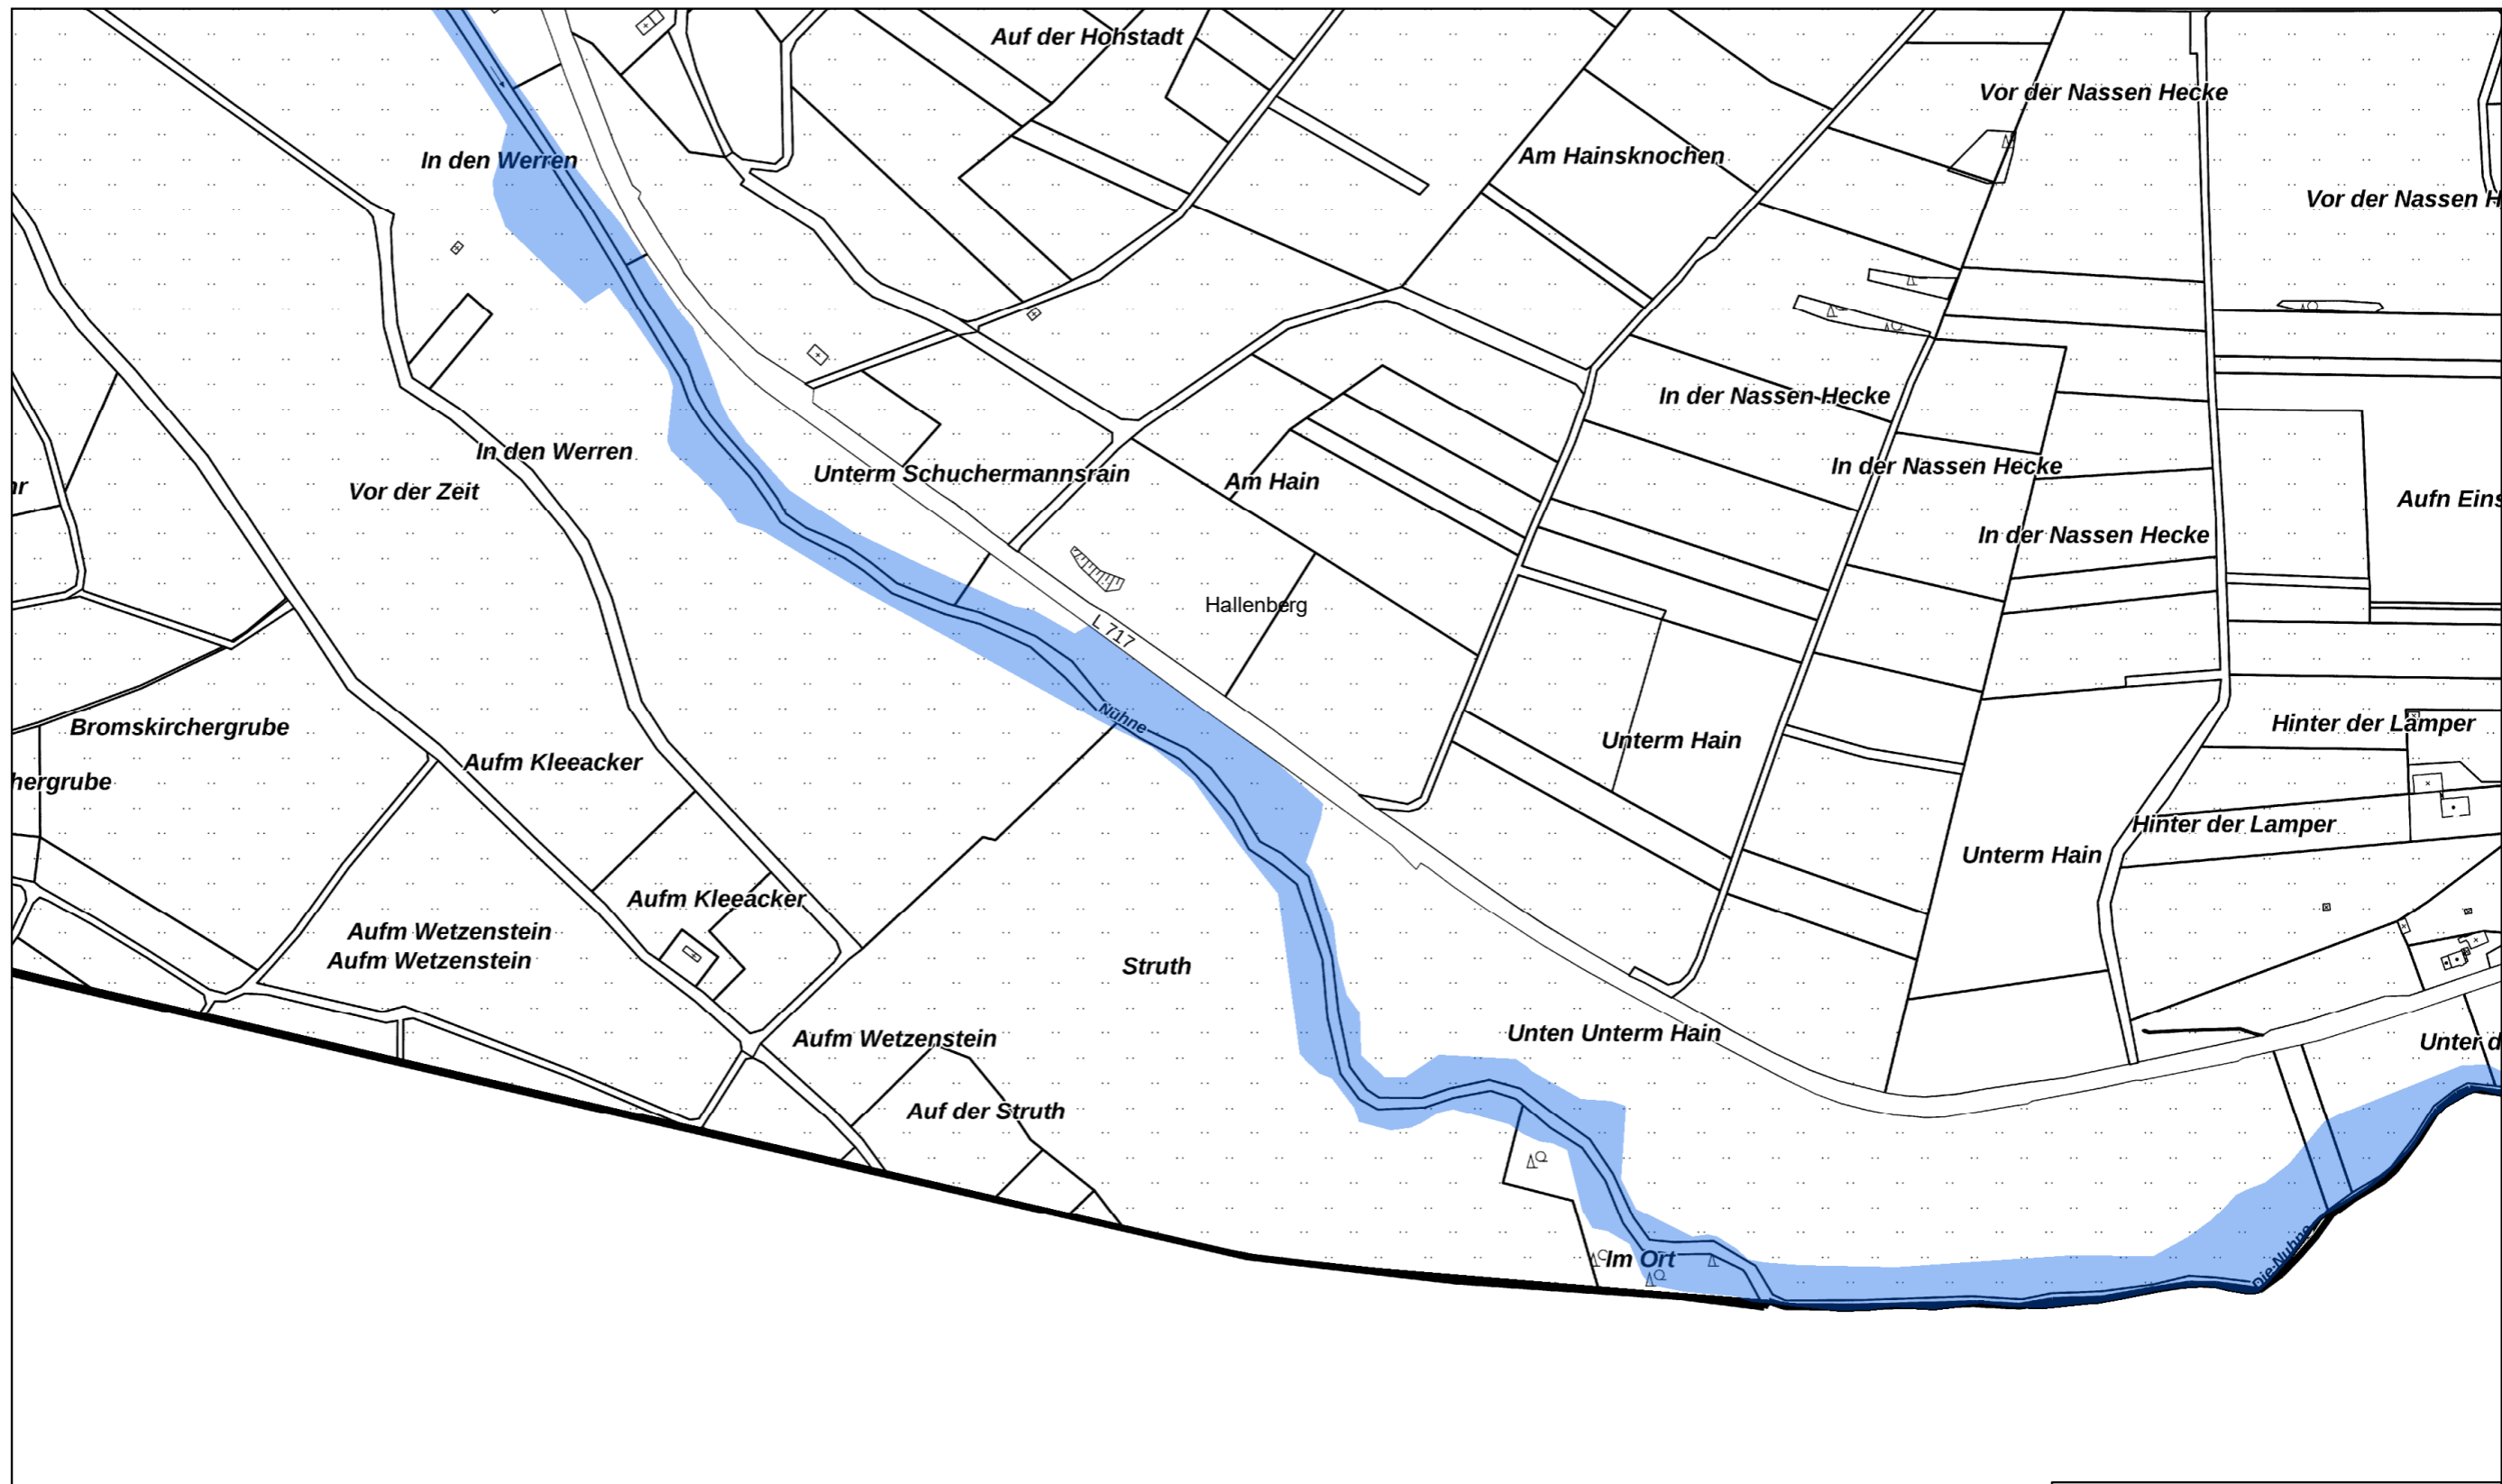 Auf der Hohstadt
Vor der Nassen Hecke
Am Hainsknochen
In den Werren
Vor der Nassen H
In der Nassen Hecke
In den Werren
In der Nassen Hecke
Unterm Schuchermannsrain
Am Hain
Vor der Zeit
Aufn Eins
In der Nassen Hecke
Hallenberg
L 717
Nuhne
Hinter der Lamper
Bromskirchergrube
Unterm Hain
Aufm Kleeacker
hergrube
Hinter der Lamper
Unterm Hain
Aufm Kleeacker
Aufm Wetzenstein
Aufm Wetzenstein
Struth
Unten Unterm Hain
Aufm Wetzenstein
Unter d
Auf der Struth
Im Ort
Die Nuhne